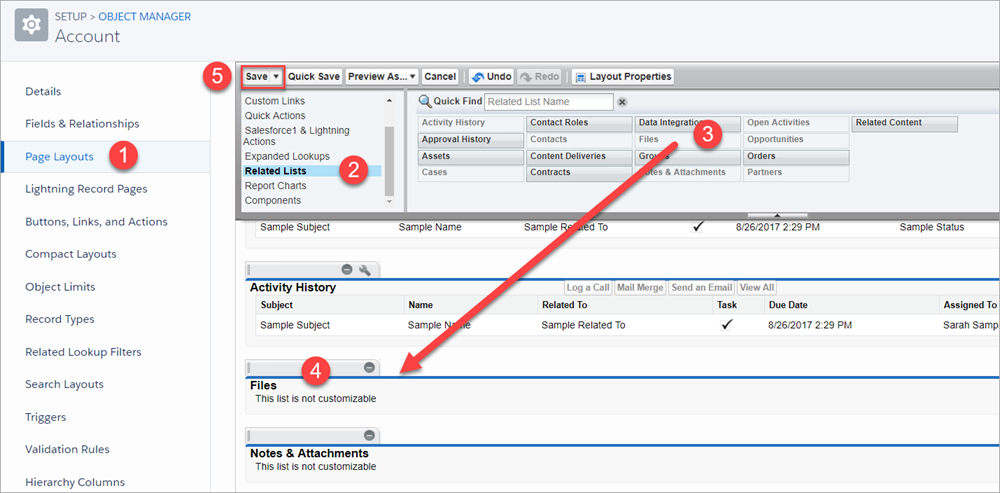 SETUP > OBJECT MANAGER
Account
Details
Fields & Relationships
Page Layouts
1
Lightning Record Pages
Buttons, Links, and Actions
Compact Layouts
Object Limits
Record Types
Related Lookup Filters
Search Layouts
Triggers
Validation Rules
Hierarchy Columns
5
Save Quick Save Preview As... Cancel Undo Redo Layout Properties
Custom Links
Quick Actions
Salesforce1 & Lightning
Actions
Expanded Lookups
Related Lists
2
Report Charts
Components
Quick Find Related List Name
Activity History Contact Roles Data Integration Open Activities Related Content
3
Approval History Contacts Files Opportunities
Assets Content Deliveries Groups Orders
Cases Contracts Notes & Attachments Partners
Sample Subject Sample Name Sample Related To 8/26/2017 2:29 PM Sample Status
Activity History Log a Call Mail Merge Send an Email View All
Subject Name Related To Task Due Date Assigned To
Sample Subject Sample Name Sample Related To 8/26/2017 2:29 PM Sarah Samp
4
Files
This list is not customizable
Notes & Attachments
This list is not customizable